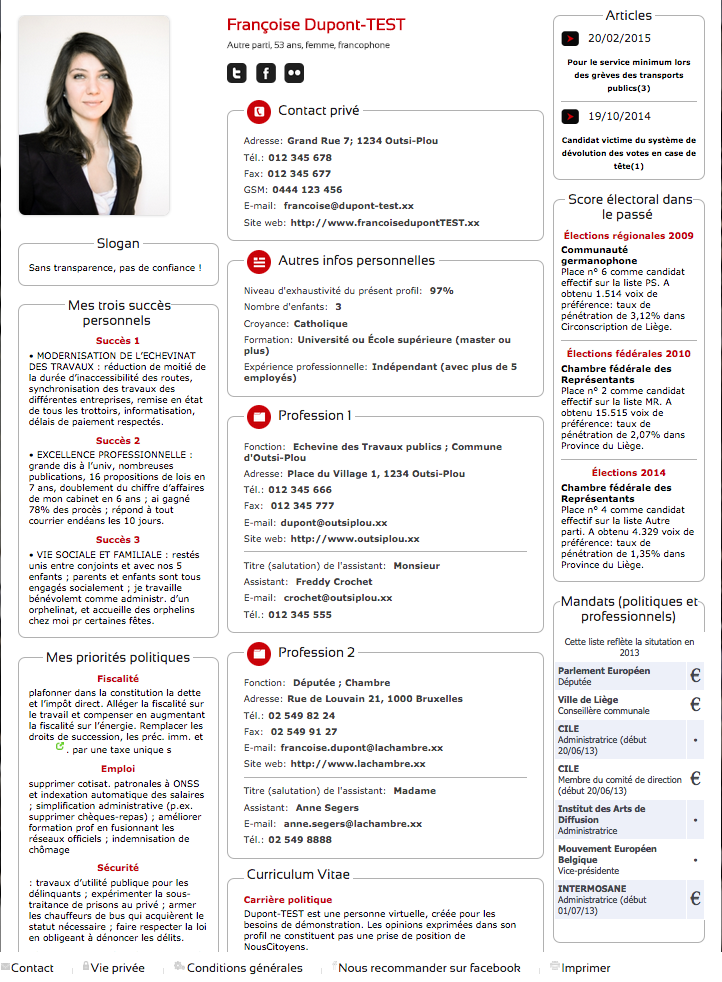 Françoise Dupont-TEST
Autre parti, 53 ans, femme, francophone
Slogan
Sans transparence, pas de confiance !
Mes trois succès
personnels
Succès 1
• MODERNISATION DE L'ECHEVINAT
DES TRAVAUX : réduction de moitié de
la durée d'inaccessibilité des routes,
synchronisation des travaux des
différentes entreprises, remise en état
de tous les trottoirs, informatisation,
délais de paiement respectés.
Succès 2
• EXCELLENCE PROFESSIONNELLE :
grande dis à l'univ, nombreuses
publications, 16 propositions de lois en
7 ans, doublement du chiffre d'affaires
de mon cabinet en 6 ans ; ai gagné
78% des procès ; répond à tout
courrier endéans les 10 jours.
Succès 3
• VIE SOCIALE ET FAMILIALE : restés
unis entre conjoints et avec nos 5
enfants ; parents et enfants sont tous
engagés socialement ; je travaille
bénévolemt comme administr. d'un
orphelinat, et accueille des orphelins
chez moi pr certaines fêtes.
Mes priorités politiques
Fiscalité
plafonner dans la constitution la dette
et l'impôt direct. Alléger la fiscalité sur
le travail et compenser en augmentant
la fiscalité sur l'énergie. Remplacer les
droits de succession, les préc. imm. et
. par une taxe unique s
Emploi
supprimer cotisat. patronales à ONSS
et indexation automatique des salaires
; simplification administrative (p.ex.
supprimer chèques-repas) ; améliorer
formation prof en fusionnant les
réseaux officiels ; indemnisation de
chômage
Sécurité
: travaux d'utilité publique pour les
délinquants ; expérimenter la sous-
traitance de prisons au privé ; armer
les chauffeurs de bus qui acquièrent le
statut nécessaire ; faire respecter la loi
en obligeant à dénoncer les délits.
Contact privé
Adresse: Grand Rue 7; 1234 Outsi-Plou
Tél.: 012 345 678
Fax: 012 345 677
GSM: 0444 123 456
E-mail: francoise@dupont-test.xx
Site web: http://www.francoisedupontTEST.xx
Autres infos personnelles
Niveau d'exhaustivité du présent profil: 97%
Nombre d'enfants: 3
Croyance: Catholique
Formation: Université ou École supérieure (master ou
plus)
Expérience professionnelle: Indépendant (avec plus de 5
employés)
Profession 1
Fonction: Echevine des Travaux publics ; Commune
d'Outsi-Plou
Adresse: Place du Village 1, 1234 Outsi-Plou
Tél.: 012 345 666
Fax: 012 345 777
E-mail: dupont@outsiplou.xx
Site web: http://www.outsiplou.xx
Titre (salutation) de l'assistant: Monsieur
Assistant: Freddy Crochet
E-mail: crochet@outsiplou.xx
Tél.: 012 345 555
Profession 2
Fonction: Députée ; Chambre
Adresse: Rue de Louvain 21, 1000 Bruxelles
Tél.: 02 549 82 24
Fax: 02 549 91 27
E-mail: francoise.dupont@lachambre.xx
Site web: http://www.lachambre.xx
Titre (salutation) de l'assistant: Madame
Assistant: Anne Segers
E-mail: anne.segers@lachambre.xx
Tél.: 02 549 8888
Curriculum Vitae
Carrière politique
Dupont-TEST est une personne virtuelle, créée pour les
besoins de démonstration. Les opinions exprimées dans son
profil ne constituent pas une prise de position de
NousCitoyens.
Articles
20/02/2015
Pour le service minimum lors
des grèves des transports
publics(3)
19/10/2014
Candidat victime du système de
dévolution des votes en case de
tête(1)
Score électoral dans
le passé
Élections régionales 2009
Communauté
germanophone
Place n° 6 comme candidat
effectif sur la liste PS. A
obtenu 1.514 voix de
préférence: taux de
pénétration de 3,12% dans
Circonscription de Liège.
Élections fédérales 2010
Chambre fédérale des
Représentants
Place n° 2 comme candidat
effectif sur la liste MR. A
obtenu 15.515 voix de
préférence: taux de
pénétration de 2,07% dans
Province du Liège.
Élections 2014
Chambre fédérale des
Représentants
Place n° 4 comme candidat
effectif sur la liste Autre
parti. A obtenu 4.329 voix de
préférence: taux de
pénétration de 1,35% dans
Province du Liège.
Mandats (politiques et
professionnels)
Cette liste reflète la situtation en
2013
Parlement Européen €
Députée
Ville de Liège €
Conseillère communale
CILE
Administratrice (début •
20/06/13)
CILE
Membre du comité de direction €
(début 20/06/13)
Institut des Arts de
Diffusion •
Administratrice
Mouvement Européen
Belgique •
Vice-présidente
INTERMOSANE
Administratrice (début €
01/07/13)
Contact Vie privée Conditions générales Nous recommander sur facebook Imprimer